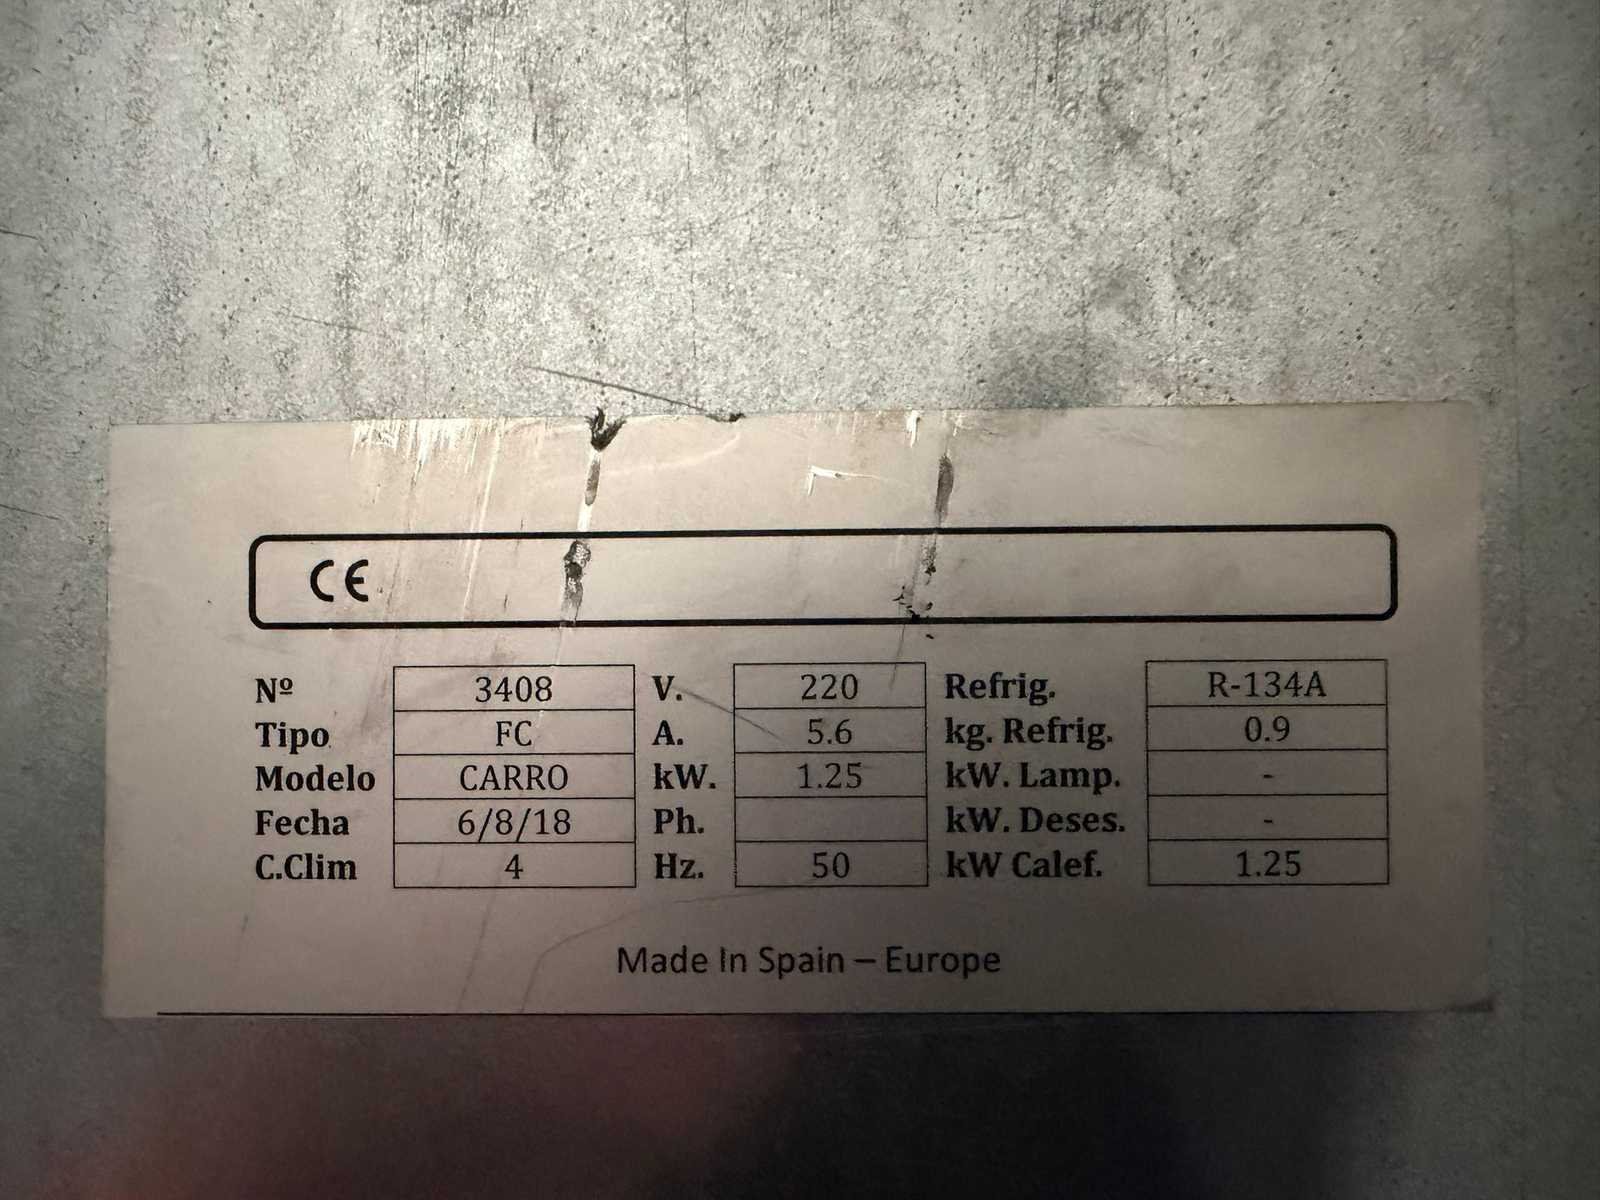 CE
Nº 3408 V. 220 Refrig. R-134A
Tipo FC A. 5.6 kg. Refrig. 0.9
Modelo CARRO kW. 1.25 kW. Lamp. -
Fecha 6/8/18 Ph. kW. Deses. -
C.Clim 4 Hz. 50 kW Calef. 1.25
Made In Spain – Europe